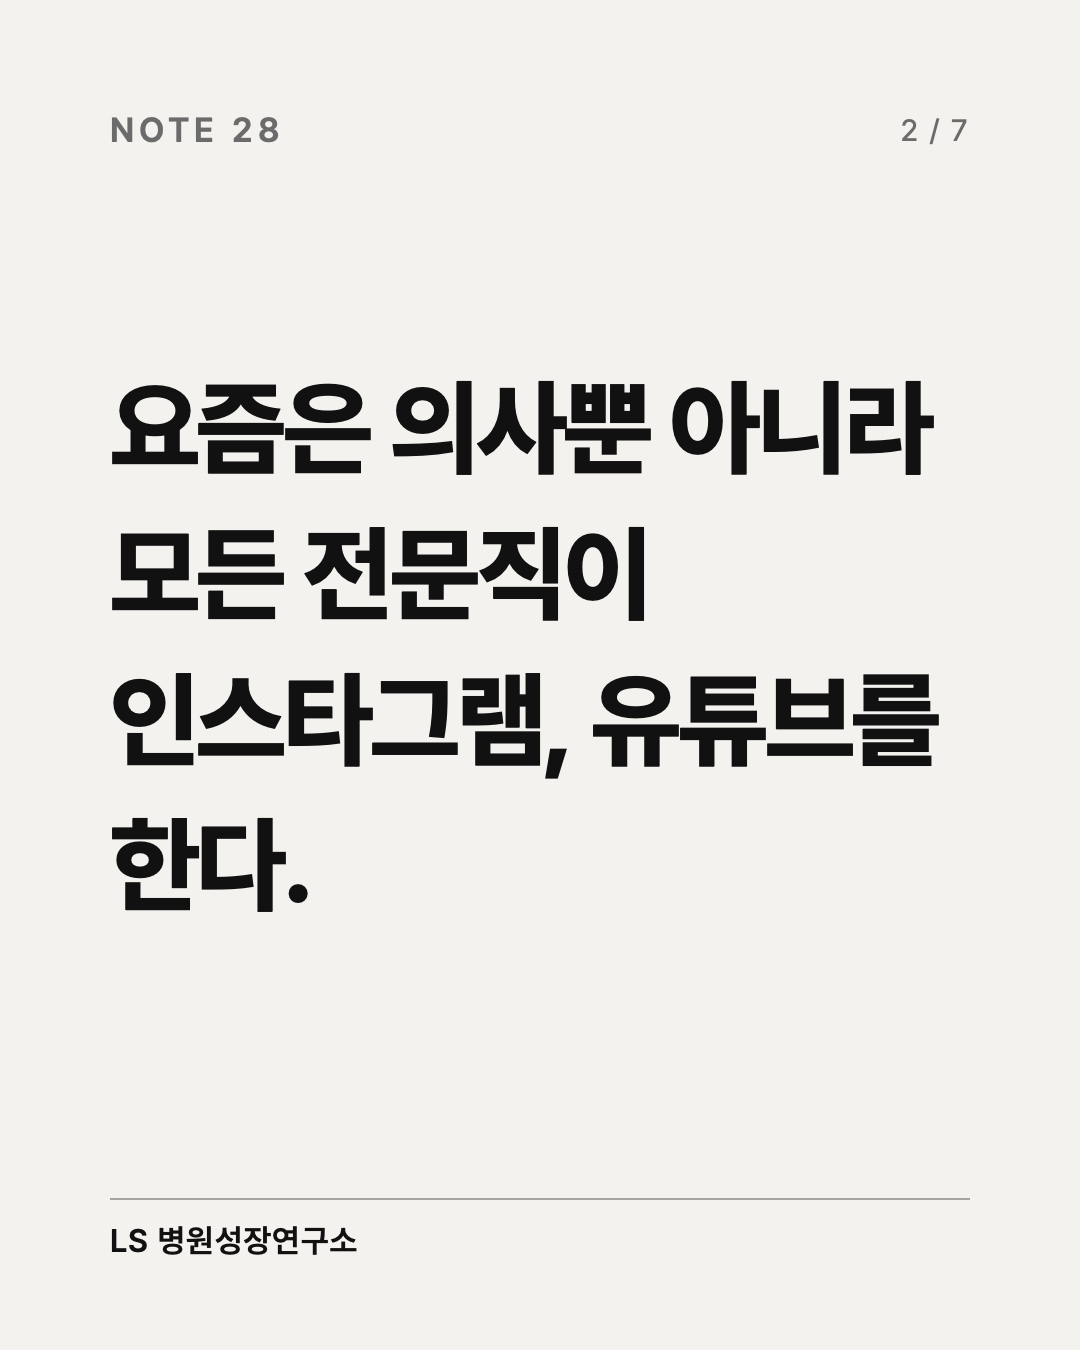 NOTE 28
2 / 7
요즘은 의사뿐 아니라
모든 전문직이
인스타그램, 유튜브를
한다.
LS 병원성장연구소